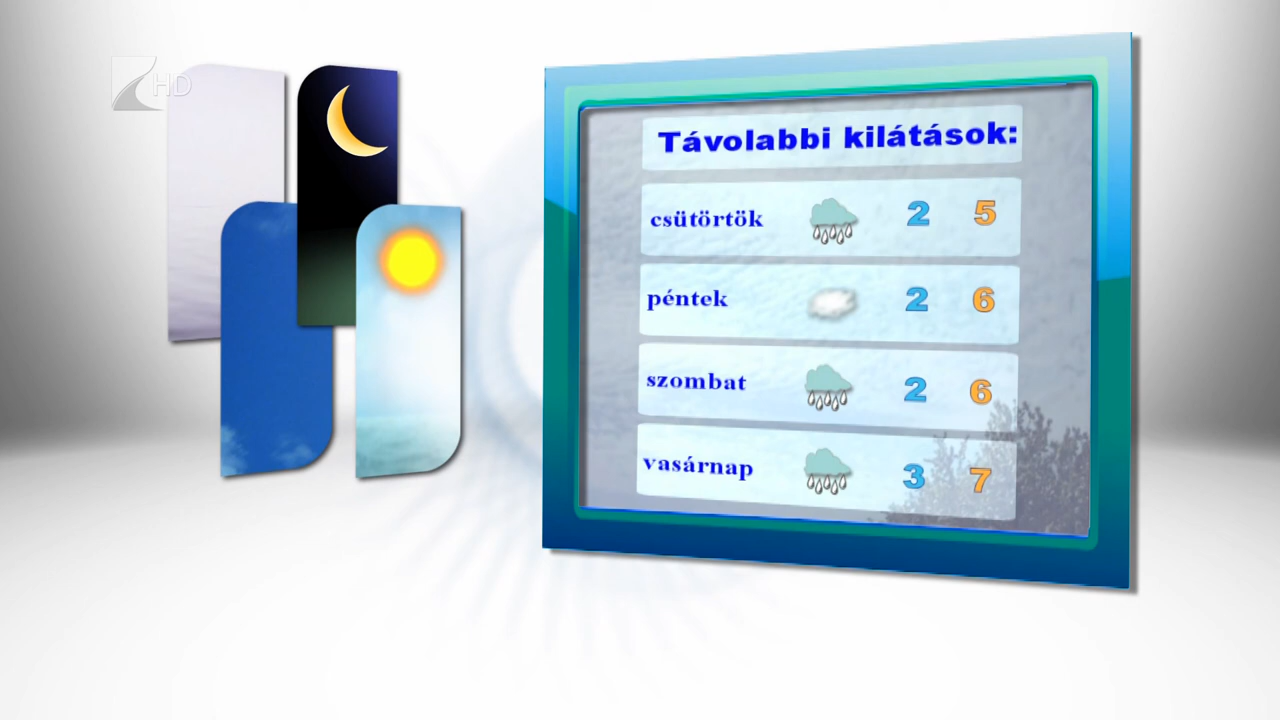 HD
Távolabbi kilátások:
csütörtök 2 5
péntek 2 6
szombat 2 6
vasárnap 3 7